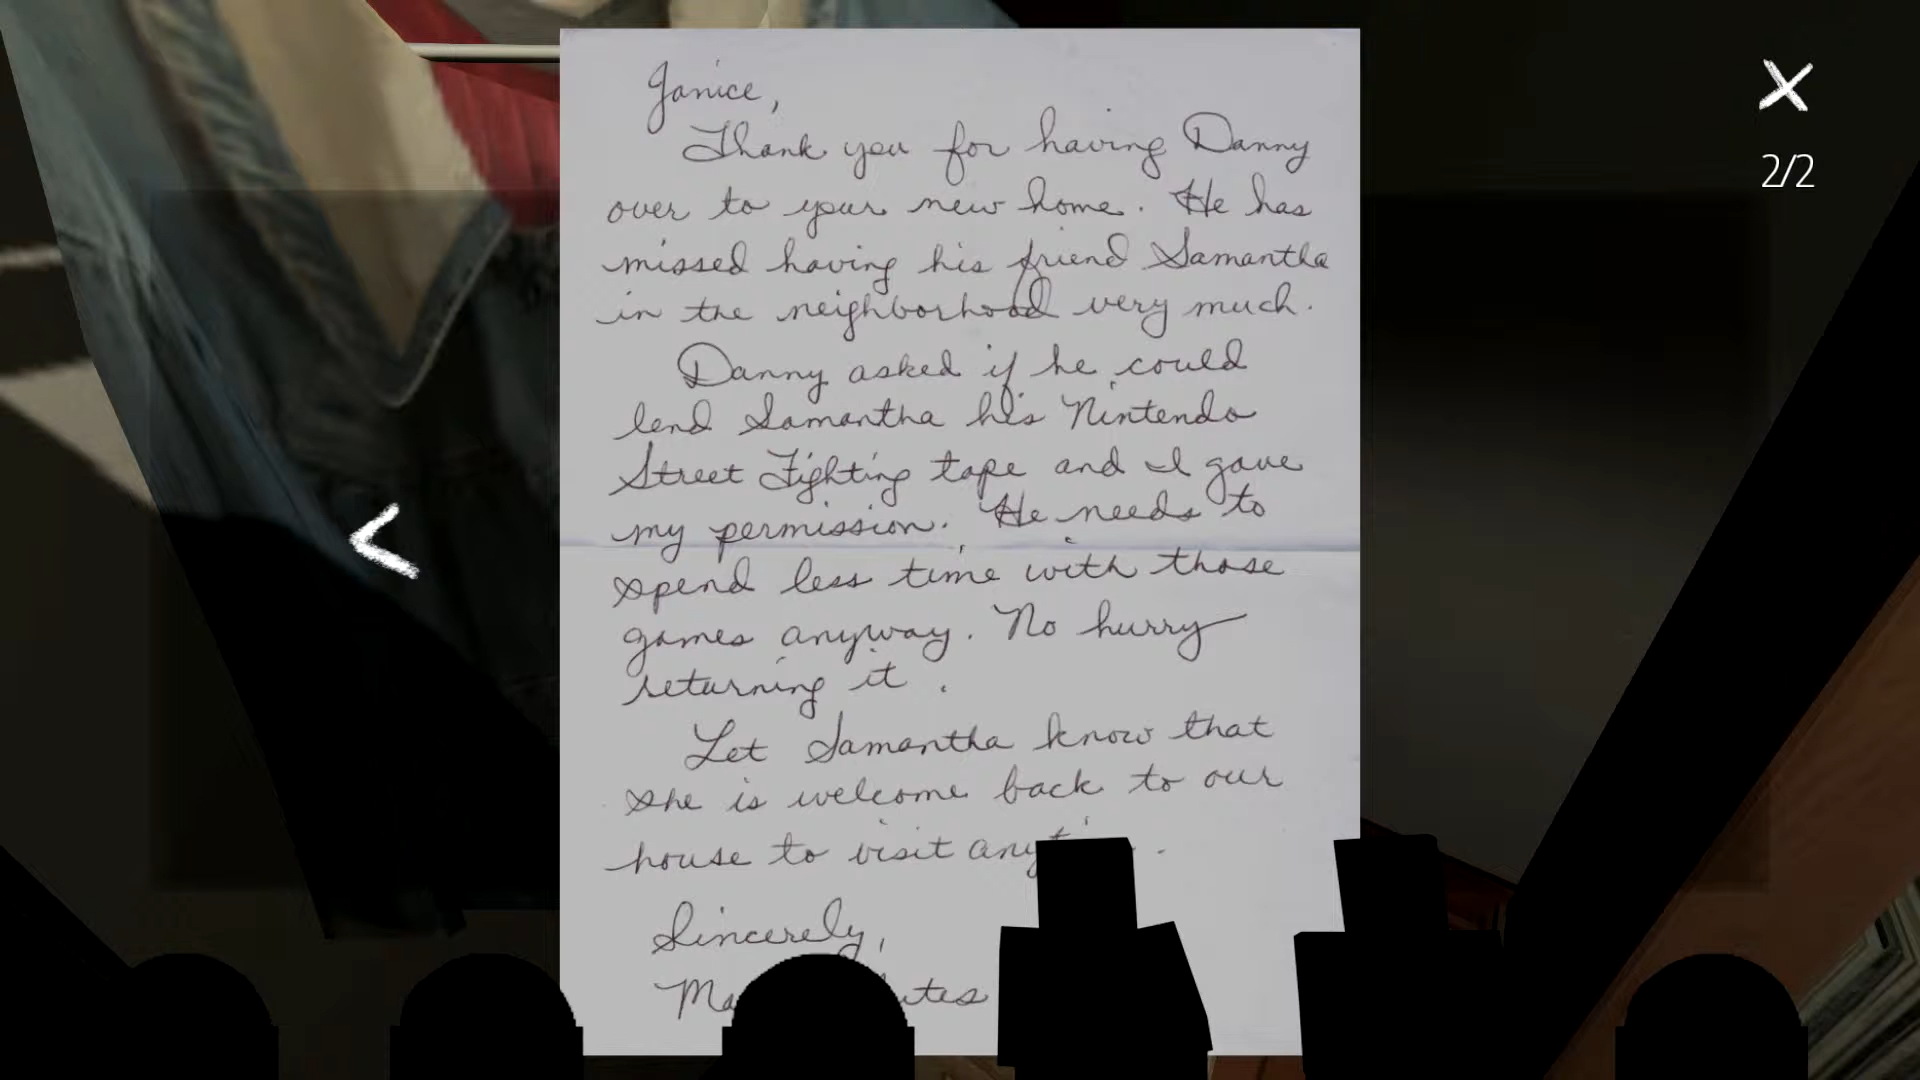 Janice,
Thank you for having Danny
over to your new home. He has
missed having his friend Samantha
in the neighborhood very much.
Danny asked if he could
lend Samantha his Nintendo
Street Fighting tape and I gave
my permission. He needs to
spend less time with those
games anyway. No hurry
returning it.
Let Samantha know that
she is welcome back to our
house to visit
Sincerely,
2/2